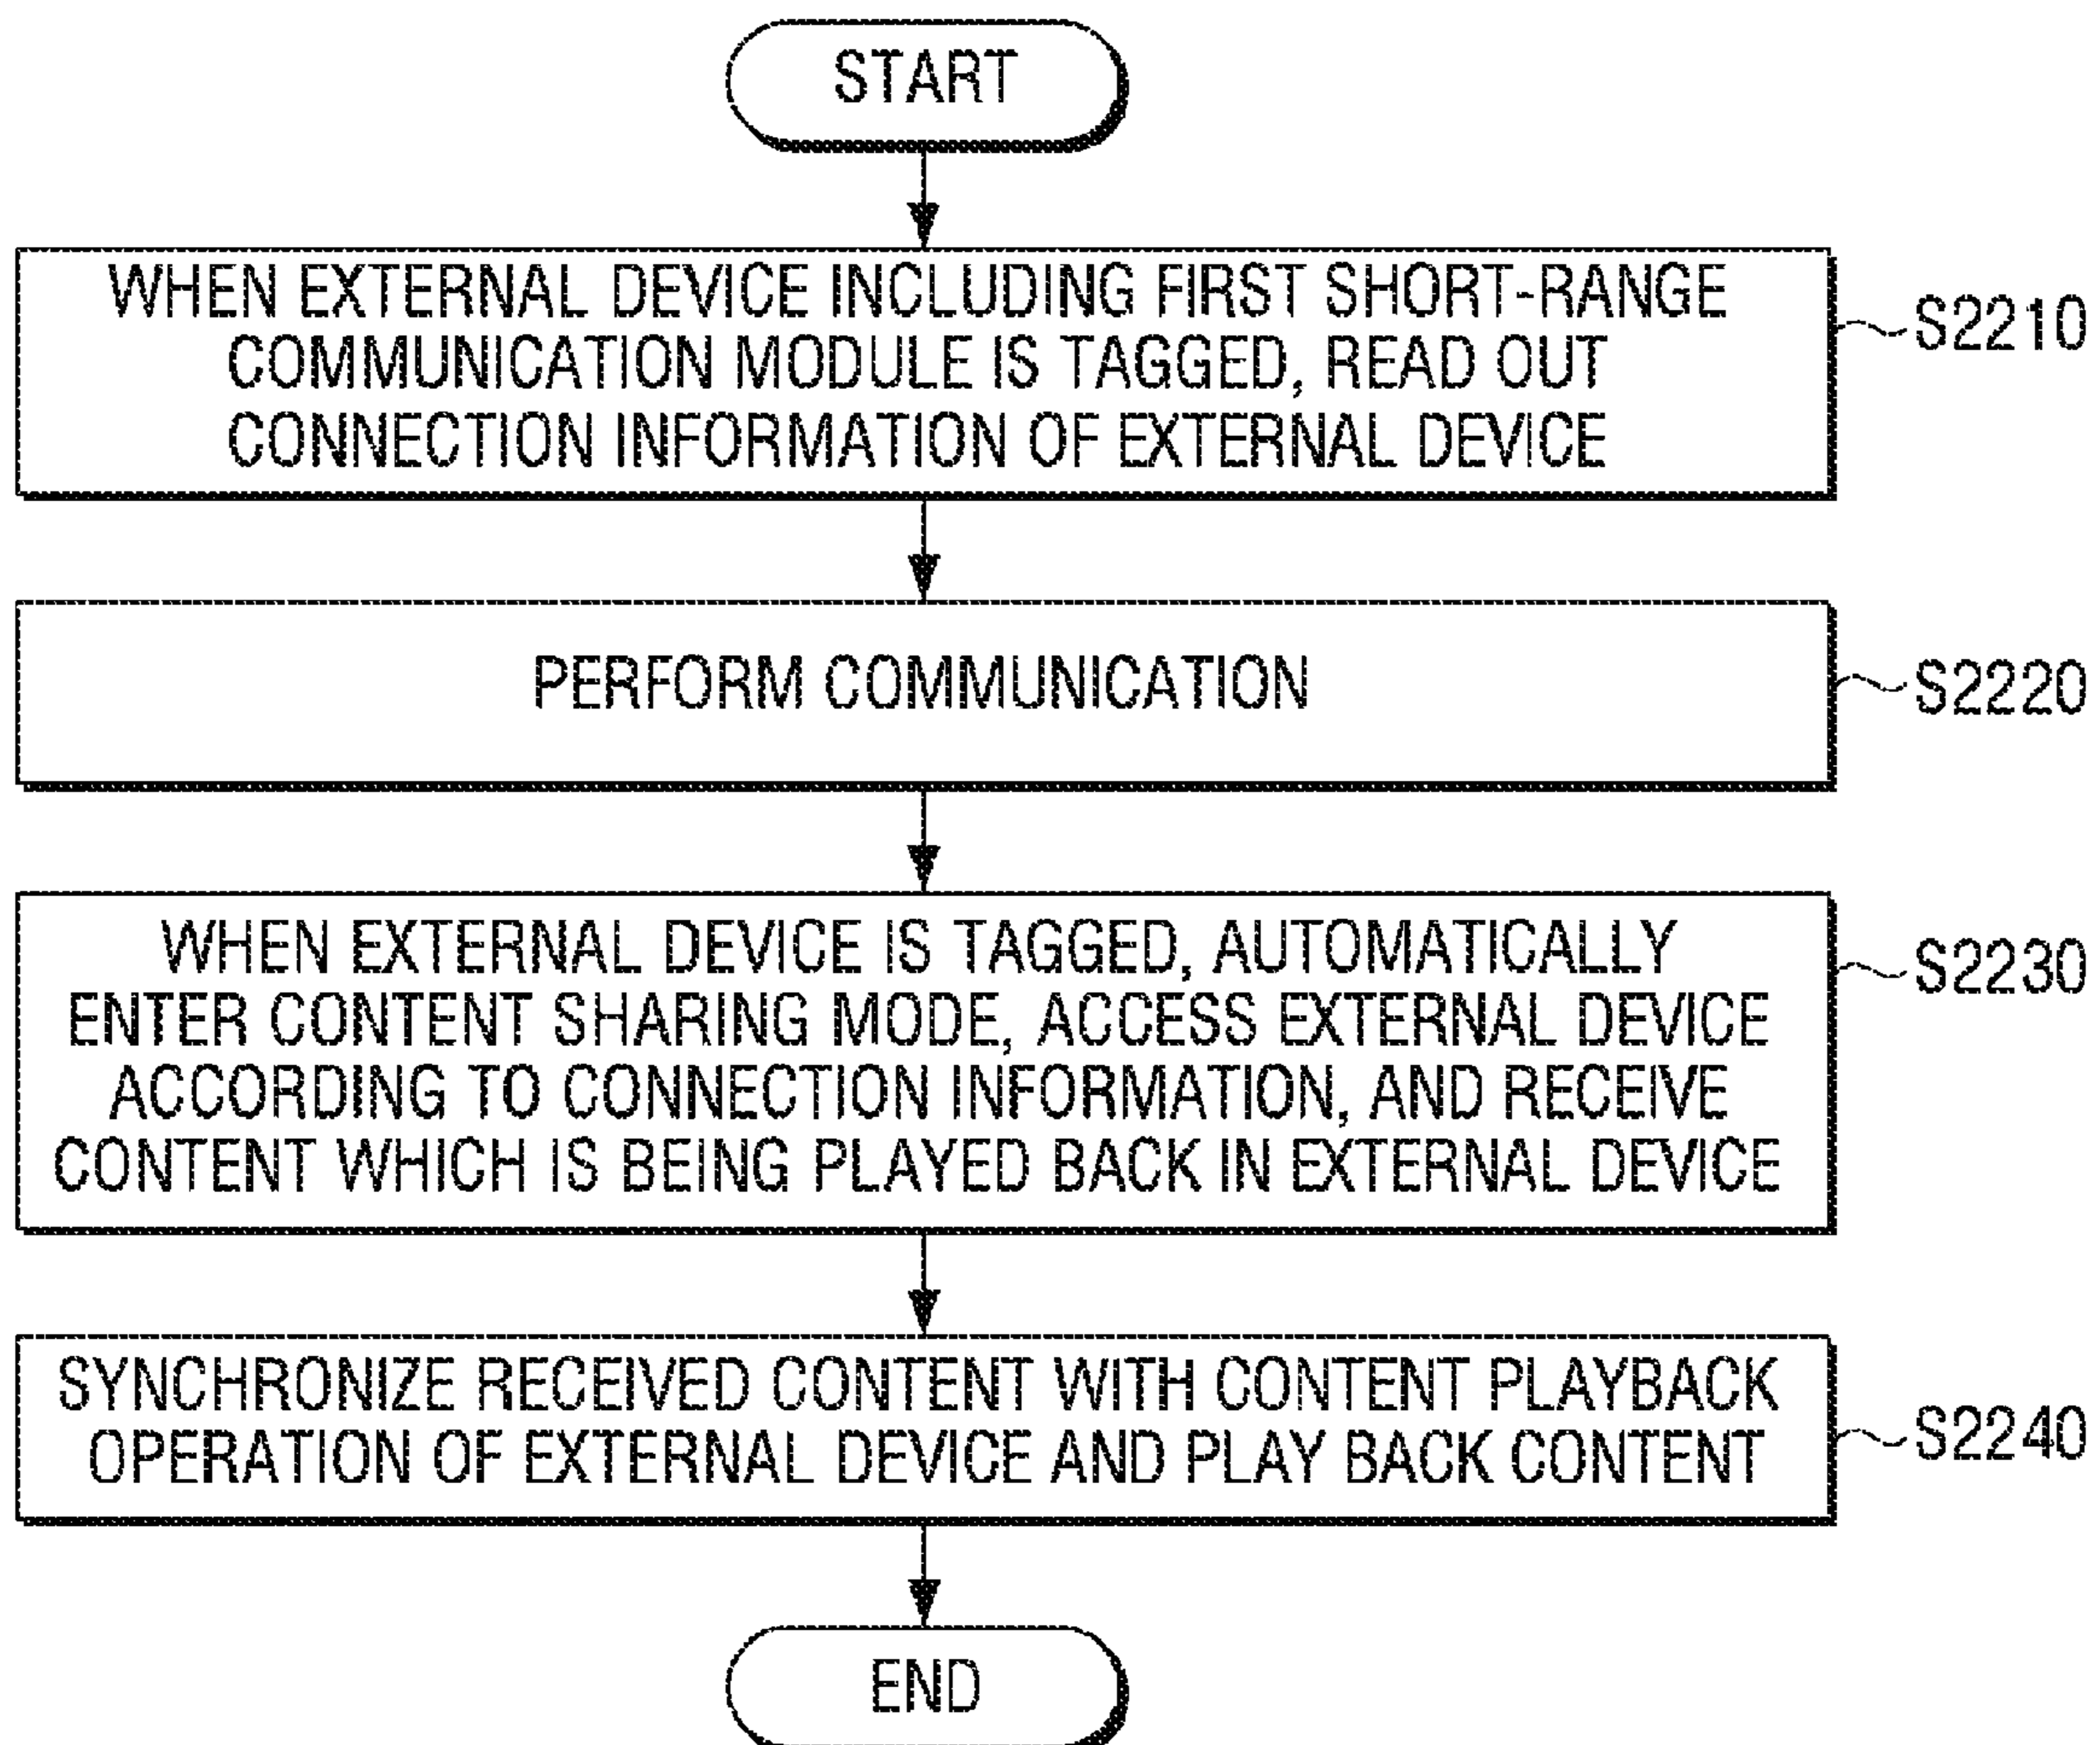 START
WHEN EXTERNAL DEVICE INCLUDING FIRST SHORT-RANGE
COMMUNICATION MODULE IS TAGGED, READ OUT
CONNECTION INFORMATION OF EXTERNAL DEVICE
S2210
PERFORM COMMUNICATION
S2220
WHEN EXTERNAL DEVICE IS TAGGED, AUTOMATICALLY
ENTER CONTENT SHARING MODE, ACCESS EXTERNAL DEVICE
ACCORDING TO CONNECTION INFORMATION, AND RECEIVE
CONTENT WHICH IS BEING PLAYED BACK IN EXTERNAL DEVICE
S2230
SYNCHRONIZE RECEIVED CONTENT WITH CONTENT PLAYBACK
OPERATION OF EXTERNAL DEVICE AND PLAY BACK CONTENT
S2240
END